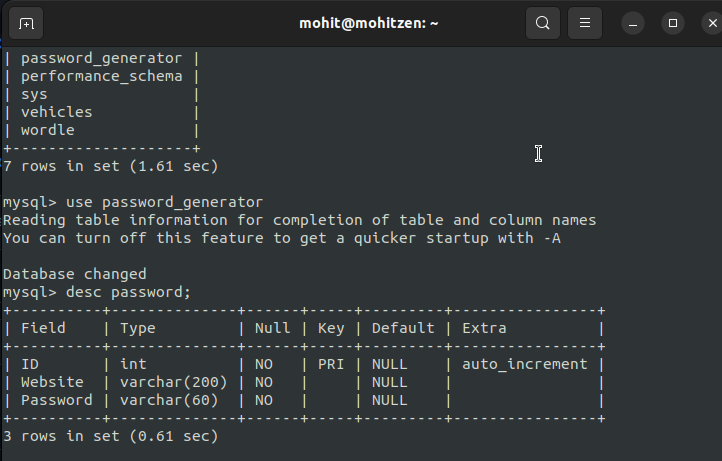 mohit@mohitzen: ~
| password_generator |
| performance_schema |
| sys                |
| vehicles           |
| wordle             |
+--------------------+
7 rows in set (1.61 sec)
mysql> use password_generator
Reading table information for completion of table and column names
You can turn off this feature to get a quicker startup with -A
Database changed
mysql> desc password;
+----------+--------------+------+-----+---------+----------------+
| Field    | Type         | Null | Key | Default | Extra          |
+----------+--------------+------+-----+---------+----------------+
| ID       | int          | NO   | PRI | NULL    | auto_increment |
| Website  | varchar(200) | NO   |     | NULL    |                |
| Password | varchar(60)  | NO   |     | NULL    |                |
+----------+--------------+------+-----+---------+----------------+
3 rows in set (0.61 sec)